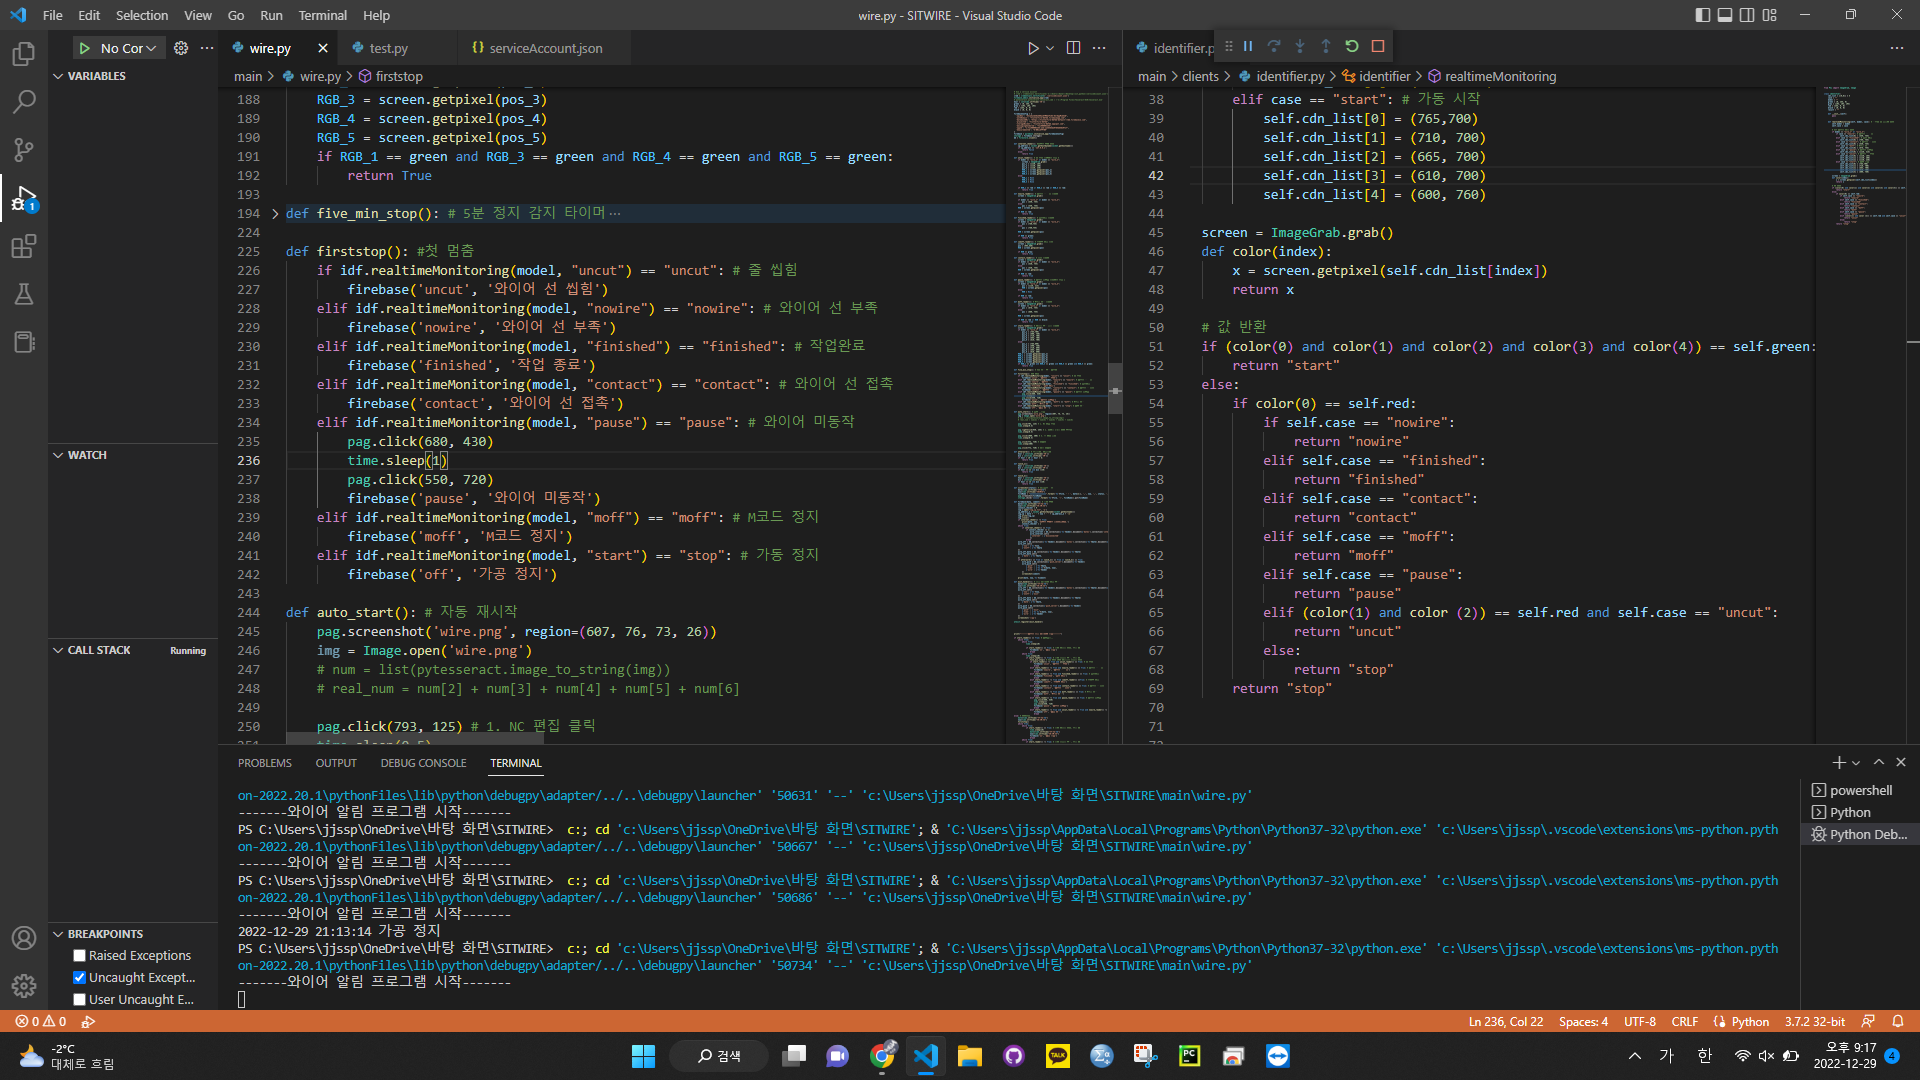 File Edit Selection View Go Run Terminal Help
wire.py - SITWIRE - Visual Studio Code
No Cor
wire.py
test.py
serviceAccount.json
identifier.p
VARIABLES
main > wire.py > firststop
main > clients > identifier.py > identifier > realtimeMonitoring
188 RGB_3 = screen.getpixel(pos_3)
189 RGB_4 = screen.getpixel(pos_4)
190 RGB_5 = screen.getpixel(pos_5)
191 if RGB_1 == green and RGB_3 == green and RGB_4 == green and RGB_5 == green:
192 return True
193
194 def five_min_stop(): # 5분 정지 감지 타이머 ···
224
225 def firststop(): #첫 멈춤
226 if idf.realtimeMonitoring(model, "uncut") == "uncut": # 줄 씹힘
227 firebase('uncut', '와이어 선 씹힘')
228 elif idf.realtimeMonitoring(model, "nowire") == "nowire": # 와이어 선 부족
229 firebase('nowire', '와이어 선 부족')
230 elif idf.realtimeMonitoring(model, "finished") == "finished": # 작업완료
231 firebase('finished', '작업 종료')
232 elif idf.realtimeMonitoring(model, "contact") == "contact": # 와이어 선 접촉
233 firebase('contact', '와이어 선 접촉')
234 elif idf.realtimeMonitoring(model, "pause") == "pause": # 와이어 미동작
235 pag.click(680, 430)
236 time.sleep(1)
237 pag.click(550, 720)
238 firebase('pause', '와이어 미동작')
239 elif idf.realtimeMonitoring(model, "moff") == "moff": # M코드 정지
240 firebase('moff', 'M코드 정지')
241 elif idf.realtimeMonitoring(model, "start") == "stop": # 가동 정지
242 firebase('off', '가공 정지')
243
244 def auto_start(): # 자동 재시작
245 pag.screenshot('wire.png', region=(607, 76, 73, 26))
246 img = Image.open('wire.png')
247 # num = list(pytesseract.image_to_string(img))
248 # real_num = num[2] + num[3] + num[4] + num[5] + num[6]
249
250 pag.click(793, 125) # 1. NC 편집 클릭
38 elif case == "start": # 가동 시작
39 self.cdn_list[0] = (765,700)
40 self.cdn_list[1] = (710, 700)
41 self.cdn_list[2] = (665, 700)
42 self.cdn_list[3] = (610, 700)
43 self.cdn_list[4] = (600, 760)
44
45 screen = ImageGrab.grab()
46 def color(index):
47 x = screen.getpixel(self.cdn_list[index])
48 return x
49
50 # 값 반환
51 if (color(0) and color(1) and color(2) and color(3) and color(4)) == self.green:
52 return "start"
53 else:
54 if color(0) == self.red:
55 if self.case == "nowire":
56 return "nowire"
57 elif self.case == "finished":
58 return "finished"
59 elif self.case == "contact":
60 return "contact"
61 elif self.case == "moff":
62 return "moff"
63 elif self.case == "pause":
64 return "pause"
65 elif (color(1) and color (2)) == self.red and self.case == "uncut":
66 return "uncut"
67 else:
68 return "stop"
69 return "stop"
70
71
WATCH
CALL STACK Running
BREAKPOINTS
Raised Exceptions
Uncaught Except...
User Uncaught E...
PROBLEMS OUTPUT DEBUG CONSOLE TERMINAL
on-2022.20.1\pythonFiles\lib\python\debugpy\adapter/../..\debugpy\launcher' '50631' '--' 'c:\Users\jjssp\OneDrive\바탕 화면\SITWIRE\main\wire.py'
-------와이어 알림 프로그램 시작-------
PS C:\Users\jjssp\OneDrive\바탕 화면\SITWIRE> c:; cd 'c:\Users\jjssp\OneDrive\바탕 화면\SITWIRE'; & 'C:\Users\jjssp\AppData\Local\Programs\Python\Python37-32\python.exe' 'c:\Users\jjssp\.vscode\extensions\ms-python.pyth
on-2022.20.1\pythonFiles\lib\python\debugpy\adapter/../..\debugpy\launcher' '50667' '--' 'c:\Users\jjssp\OneDrive\바탕 화면\SITWIRE\main\wire.py'
-------와이어 알림 프로그램 시작-------
PS C:\Users\jjssp\OneDrive\바탕 화면\SITWIRE> c:; cd 'c:\Users\jjssp\OneDrive\바탕 화면\SITWIRE'; & 'C:\Users\jjssp\AppData\Local\Programs\Python\Python37-32\python.exe' 'c:\Users\jjssp\.vscode\extensions\ms-python.pyth
on-2022.20.1\pythonFiles\lib\python\debugpy\adapter/../..\debugpy\launcher' '50686' '--' 'c:\Users\jjssp\OneDrive\바탕 화면\SITWIRE\main\wire.py'
-------와이어 알림 프로그램 시작-------
2022-12-29 21:13:14 가공 정지
PS C:\Users\jjssp\OneDrive\바탕 화면\SITWIRE> c:; cd 'c:\Users\jjssp\OneDrive\바탕 화면\SITWIRE'; & 'C:\Users\jjssp\AppData\Local\Programs\Python\Python37-32\python.exe' 'c:\Users\jjssp\.vscode\extensions\ms-python.pyth
on-2022.20.1\pythonFiles\lib\python\debugpy\adapter/../..\debugpy\launcher' '50734' '--' 'c:\Users\jjssp\OneDrive\바탕 화면\SITWIRE\main\wire.py'
-------와이어 알림 프로그램 시작-------
powershell
Python
Python Deb...
0 0
Ln 236, Col 22 Spaces: 4 UTF-8 CRLF Python 3.7.2 32-bit
-2°C
대체로 흐림
검색
TALK
PC
가 한
오후 9:17
2022-12-29
4